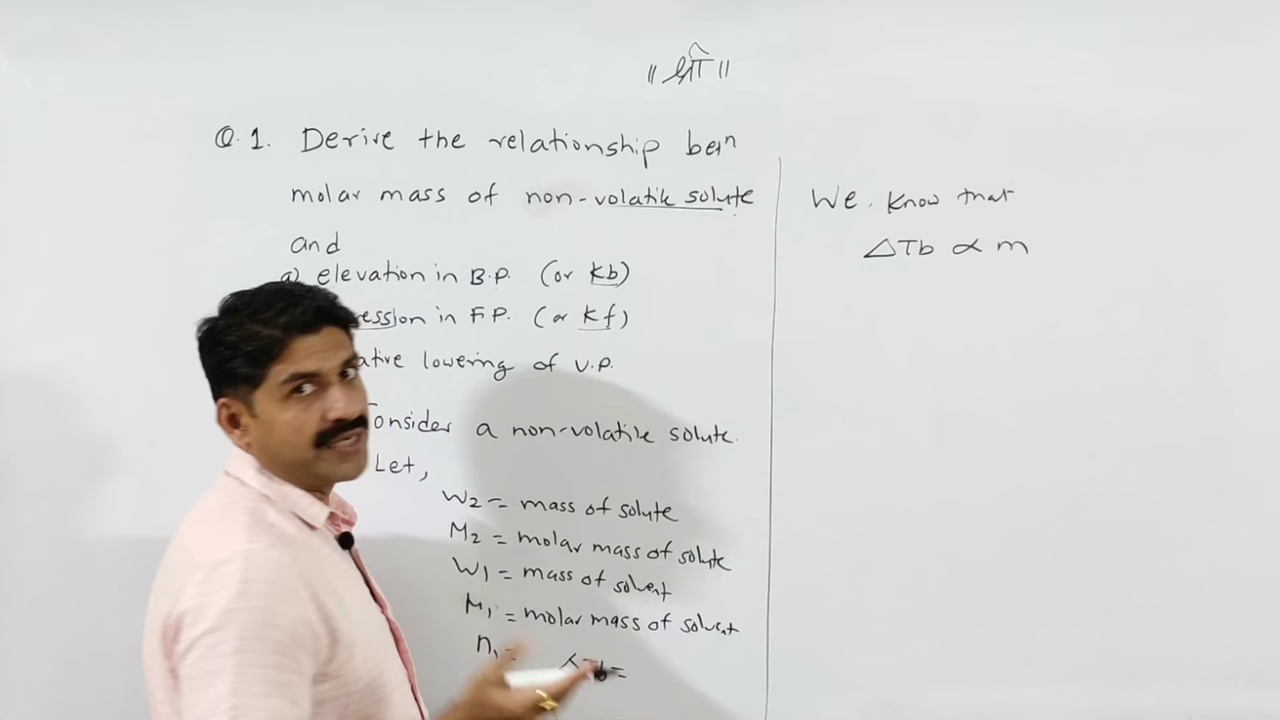 || श्री ||
Q.1. Derive the relationship betn
molar mass of non-volatile solute
and
a) elevation in B.P. (or Kb)
ession in F.P. (or Kf)
ative lowering of V.P.
onsider a non-volatile solute.
Let,
W2 = mass of solute
M2 = molar mass of solute
W1 = mass of solvent
M1 = molar mass of solvent
n1 =
Tb =
We know that
ΔTb ∝ m